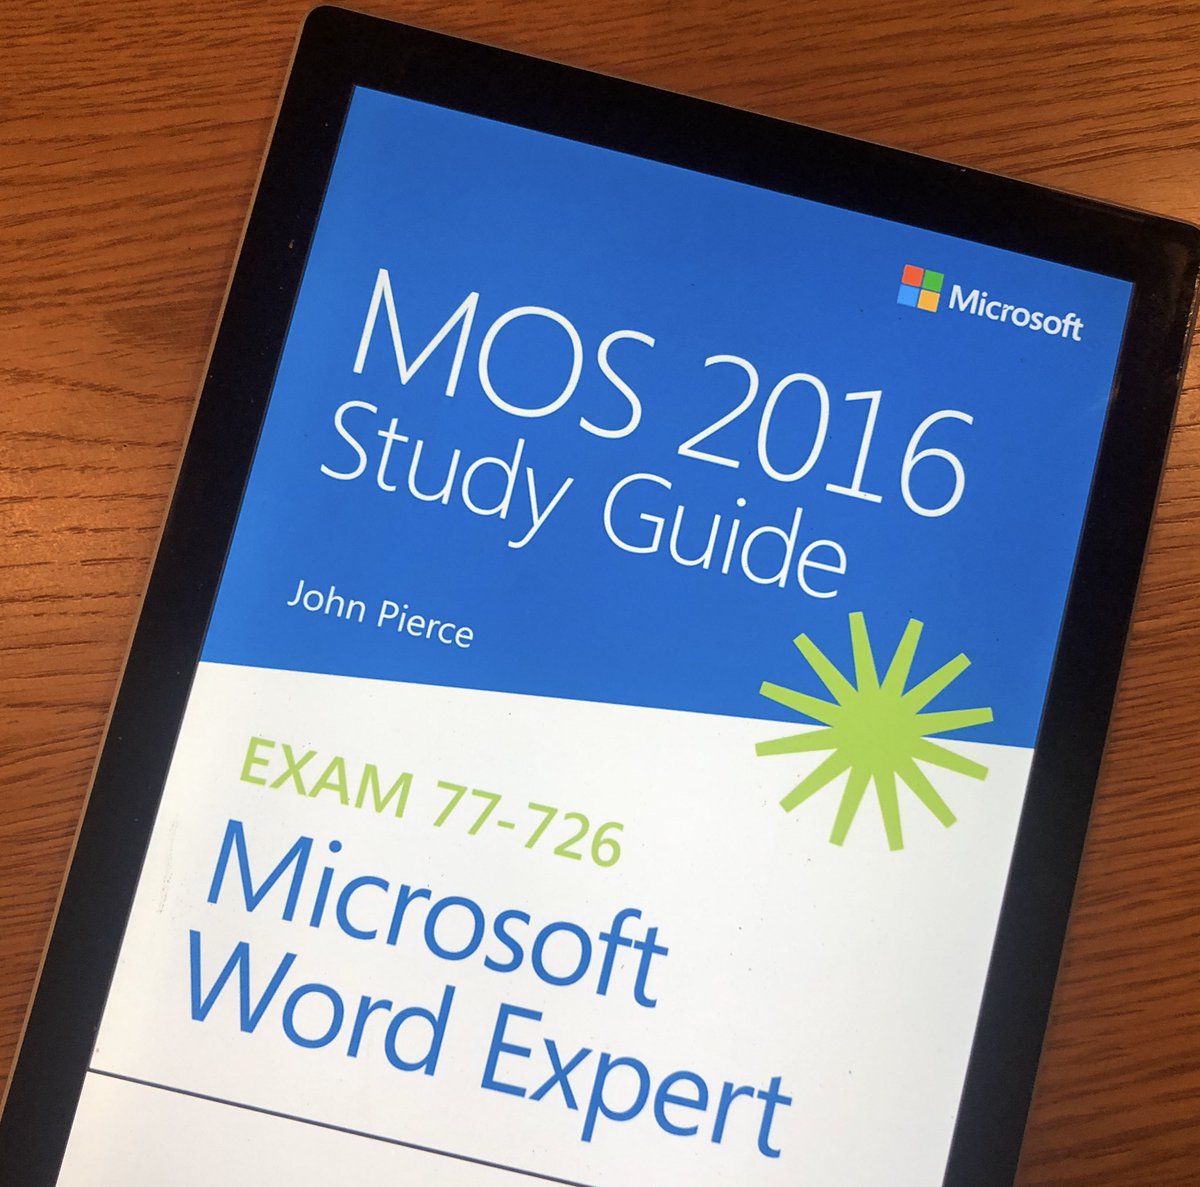 Microsoft
MOS 2016
Study Guide
John Pierce
EXAM 77-726
Microsoft
Word Expert